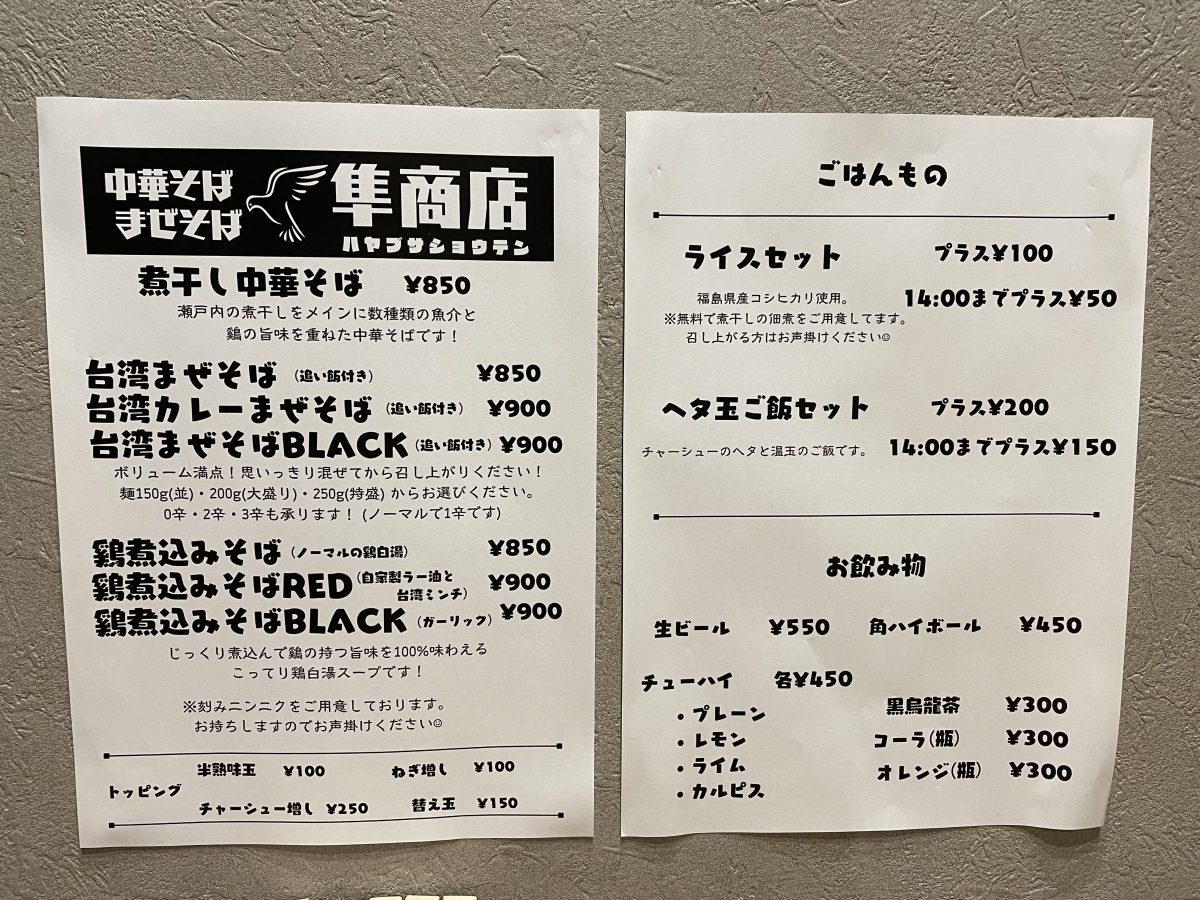 中華そば
まぜそば
隼商店
ハヤブサショウテン
煮干し中華そば ¥850
瀬戸内の煮干しをメインに数種類の魚介と
鶏の旨味を重ねた中華そばです！
台湾まぜそば (追い飯付き) ¥850
台湾カレーまぜそば (追い飯付き) ¥900
台湾まぜそばBLACK (追い飯付き) ¥900
ボリューム満点！思いっきり混ぜてから召し上がりください！
麺150g(並)・200g(大盛り)・250g(特盛) からお選びください。
0辛・2辛・3辛も承ります！ (ノーマルで1辛です)
鶏煮込みそば (ノーマルの鶏白湯) ¥850
鶏煮込みそばRED (自家製ラー油と台湾ミンチ) ¥900
鶏煮込みそばBLACK (ガーリック) ¥900
じっくり煮込んで鶏の持つ旨味を100%味わえる
こってり鶏白湯スープです！
※刻みニンニクをご用意しております。
お持ちしますのでお声掛けください☺
トッピング
半熟味玉 ¥100 ねぎ増し ¥100
チャーシュー増し ¥250 替え玉 ¥150
ごはんもの
ライスセット プラス¥100
福島県産コシヒカリ使用。 14:00までプラス¥50
※無料で煮干しの佃煮をご用意してます。
召し上がる方はお声掛けください☺
ヘタ玉ご飯セット プラス¥200
チャーシューのヘタと温玉のご飯です。 14:00までプラス¥150
お飲み物
生ビール ¥550 角ハイボール ¥450
チューハイ 各¥450
・プレーン
・レモン
・ライム
・カルピス
黒烏龍茶 ¥300
コーラ(瓶) ¥300
オレンジ(瓶) ¥300